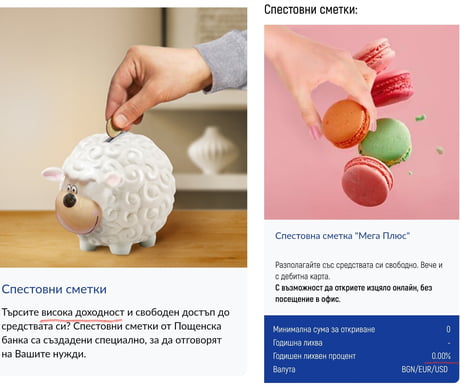 Спестовни сметки
Търсите висока доходност и свободен достъп до
средствата си? Спестовни сметки от Пощенска
банка са създадени специално, за да отговорят
на Вашите нужди.
Спестовни сметки:
Спестовна сметка "Мега Плюс"
Разполагайте със средствата си свободно. Вече и
с дебитна карта.
С възможност да откриете изцяло онлайн, без
посещение в офис.
Минимална сума за откриване 0
Годишна лихва -
Годишен лихвен процент 0.00%
Валута BGN/EUR/USD